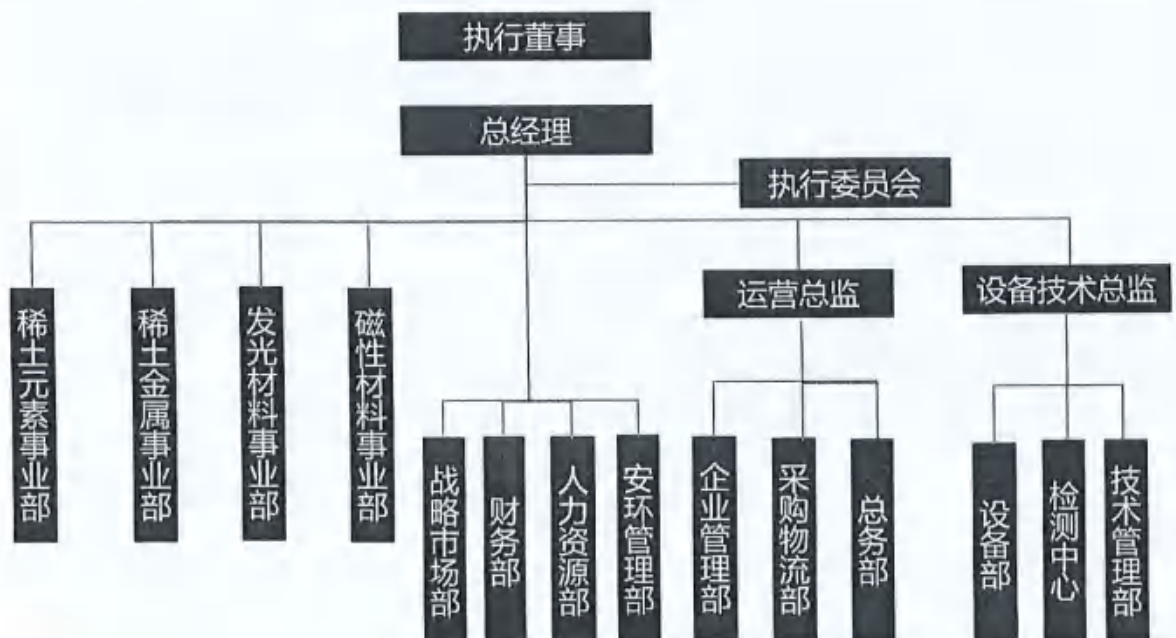 执行董事
总经理
执行委员会
运营总监
设备技术总监
稀土元素事业部
稀土金属事业部
发光材料事业部
磁性材料事业部
战略市场部
财务部
人力资源部
安环管理部
企业管理部
采购物流部
总务部
设备部
检测中心
技术管理部